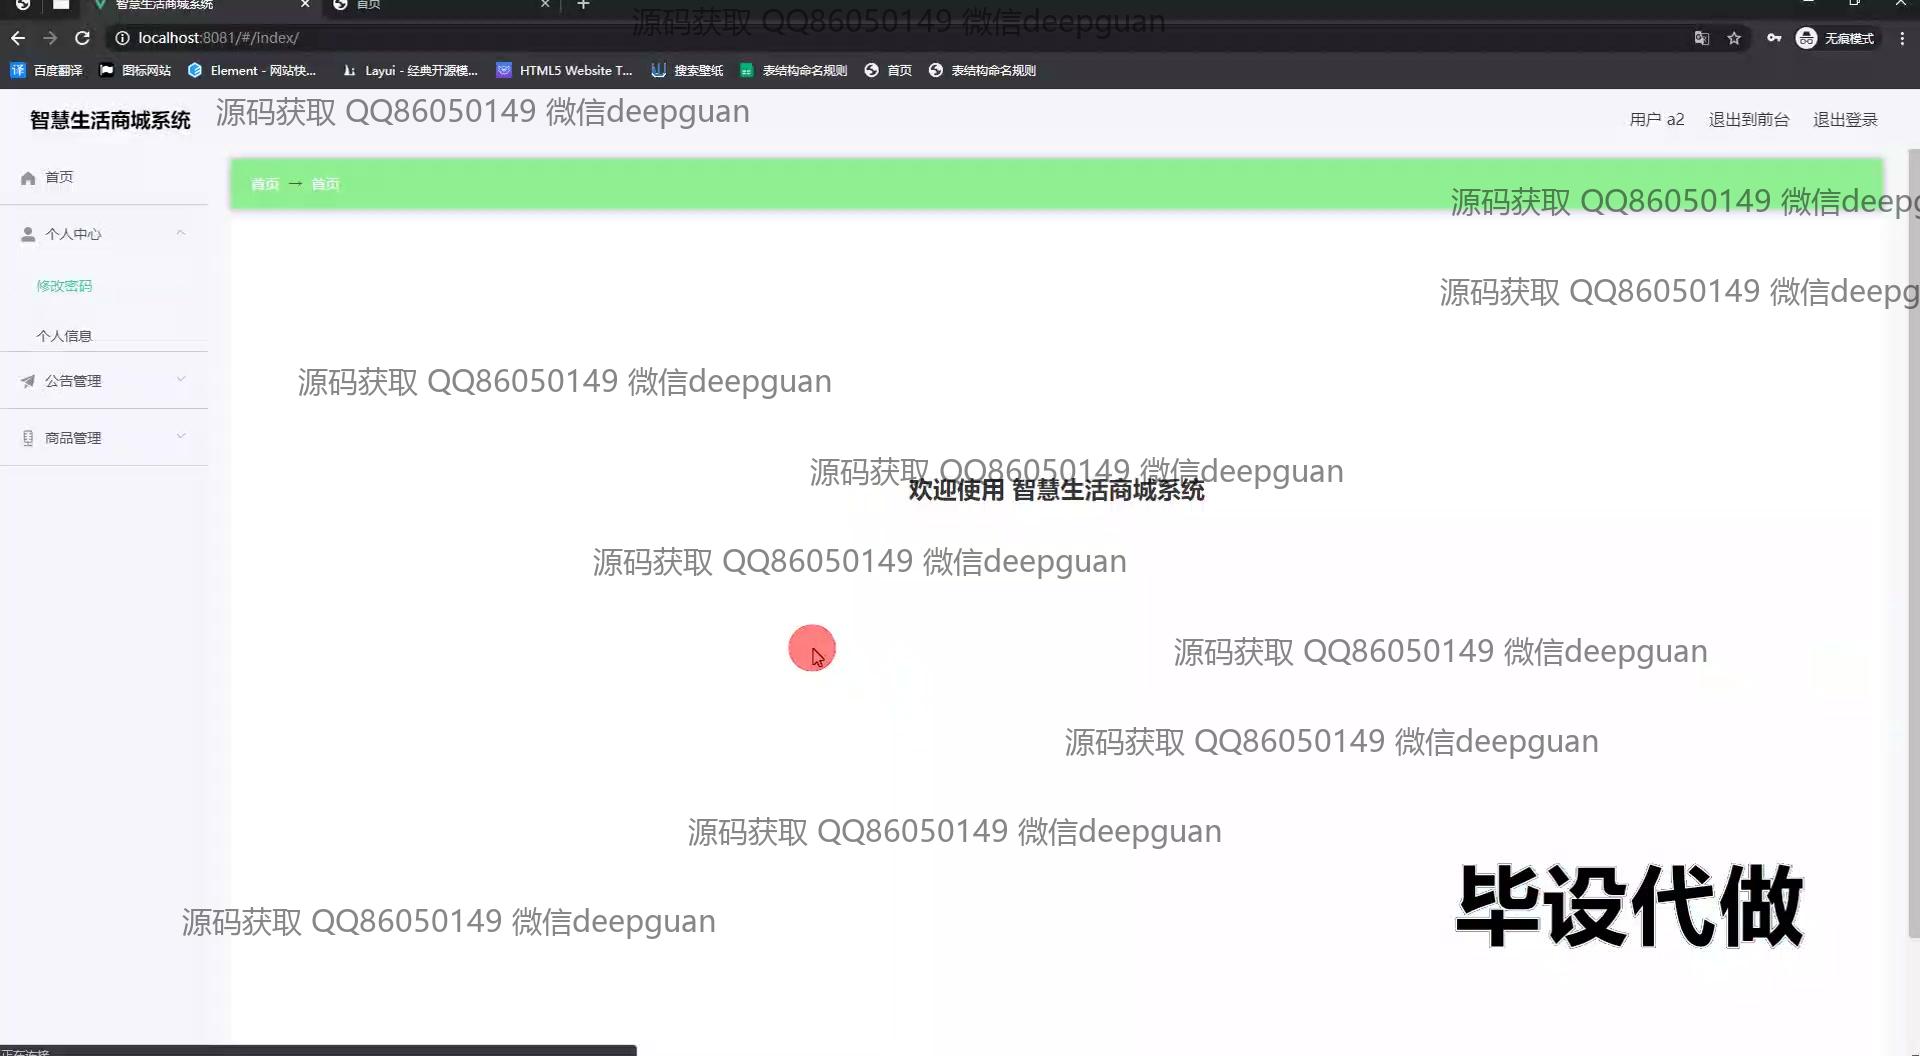 智慧生活商城系统
首页
源码获取 QQ86050149 微信deepguan
localhost:8081/#/index/
无痕模式
百度翻译
图标网站
Element - 网站快...
Layui - 经典开源模...
HTML5 Website T...
搜索壁纸
表结构命名规则
首页
表结构命名规则
智慧生活商城系统
源码获取 QQ86050149 微信deepguan
用户 a2
退出到前台
退出登录
首页
首页 → 首页
源码获取 QQ86050149 微信deepg
个人中心
修改密码
源码获取 QQ86050149 微信deepg
个人信息
公告管理
源码获取 QQ86050149 微信deepguan
商品管理
源码获取 QQ86050149 微信deepguan
欢迎使用 智慧生活商城系统
源码获取 QQ86050149 微信deepguan
源码获取 QQ86050149 微信deepguan
源码获取 QQ86050149 微信deepguan
源码获取 QQ86050149 微信deepguan
毕设代做
源码获取 QQ86050149 微信deepguan